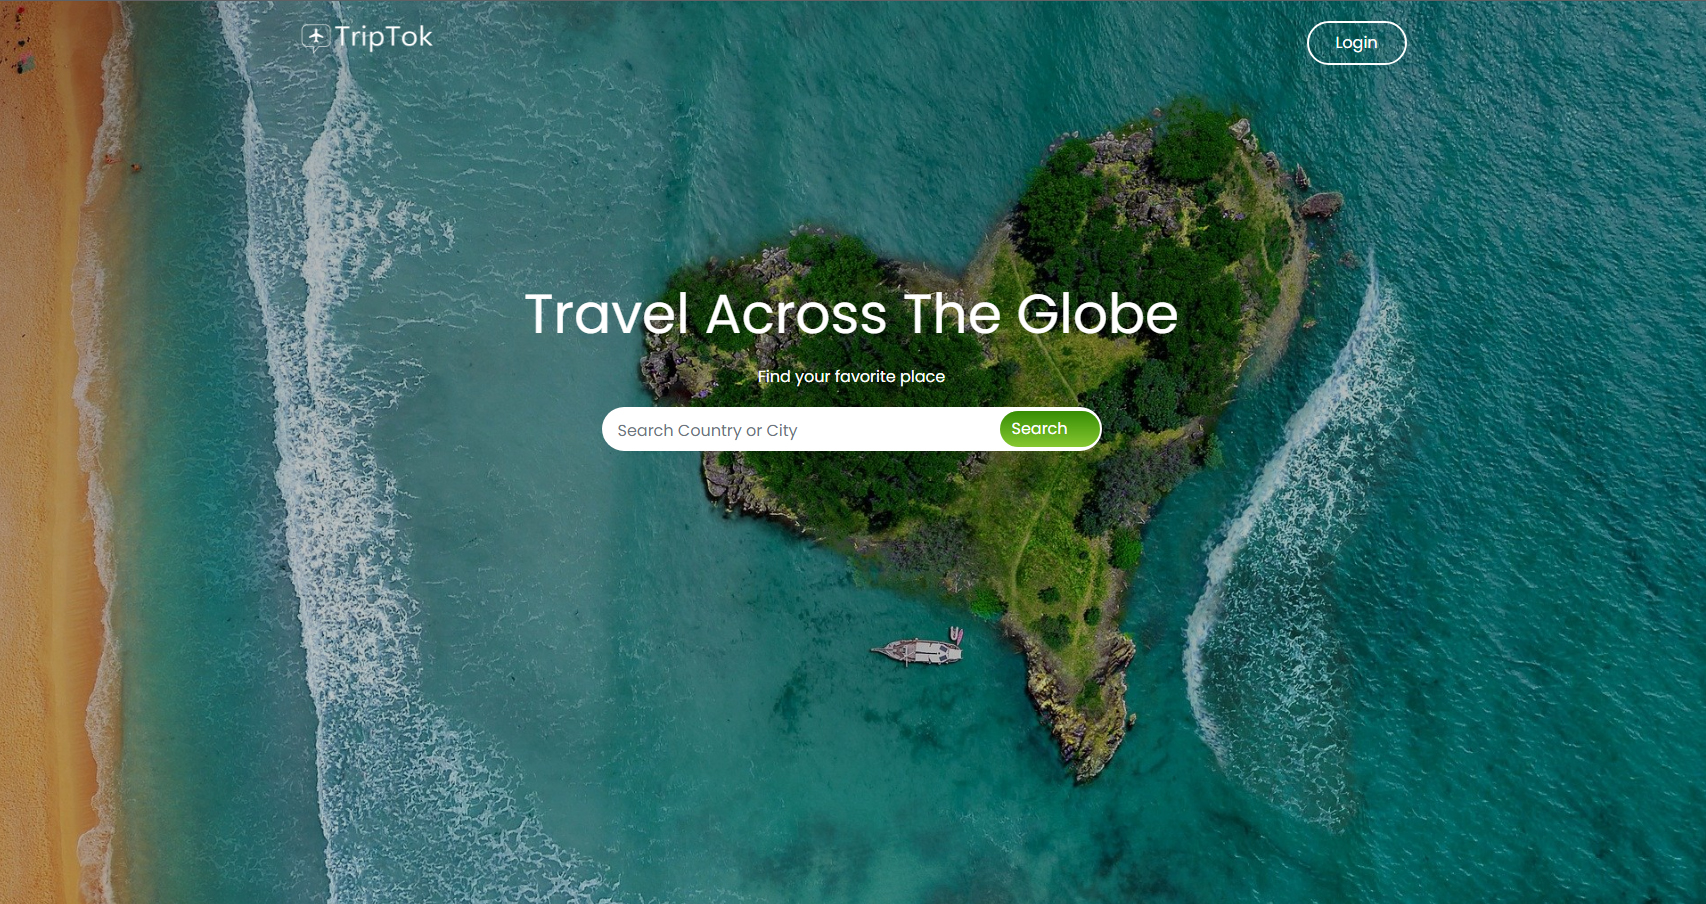 TripTok
Login
Travel Across The Globe
Find your favorite place
Search Country or City
Search